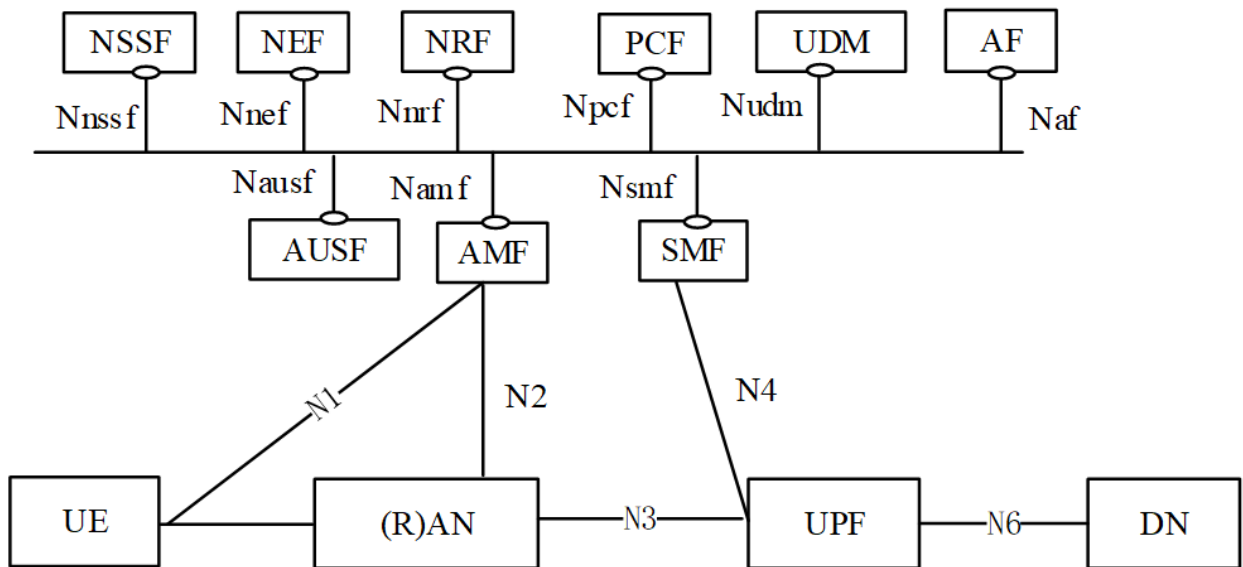 NSSF NEF NRF PCF UDM AF
Nnssf Nnef Nnrf Npcf Nudm Naf
Nausf Namf Nsmf
AUSF AMF SMF
N1 N2 N4
UE (R)AN N3 UPF N6 DN